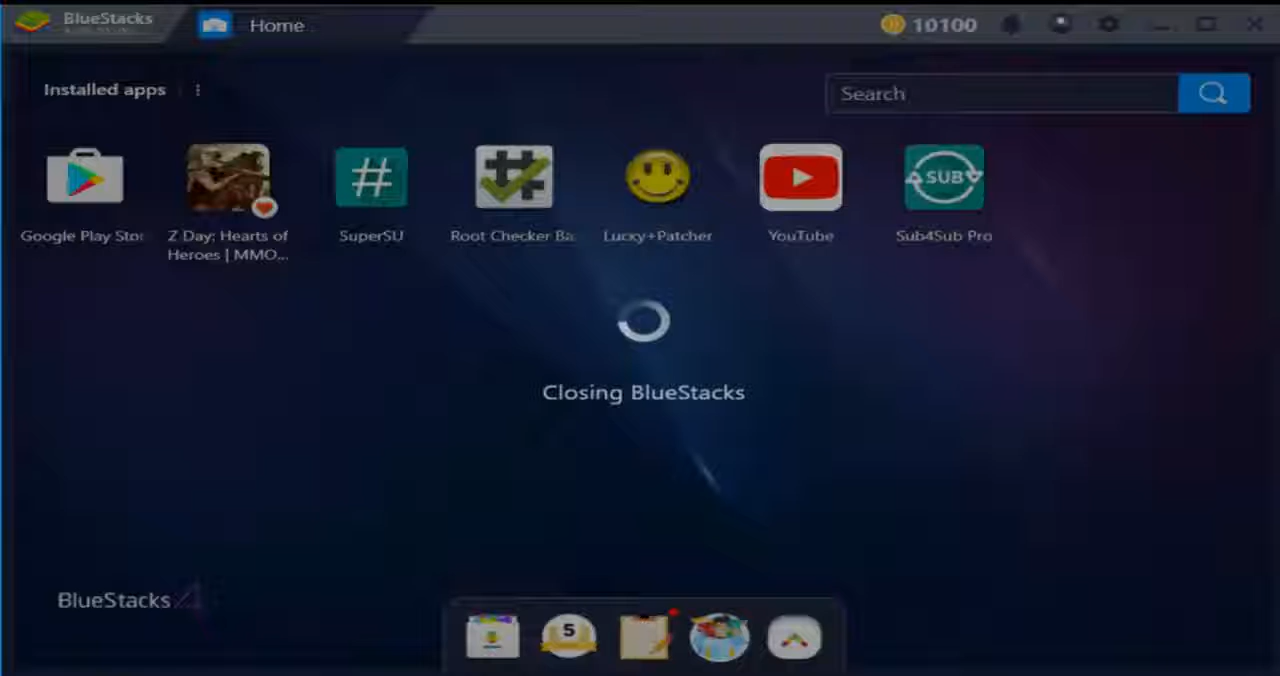 BlueStacks
Home
10100
Installed apps
Search
SUB
Google Play Stor
Z Day: Hearts of
Heroes | MMO...
SuperSU
Root Checker Ba
Lucky+Patcher
YouTube
Sub4Sub Pro
Closing BlueStacks
BlueStacks 4
5